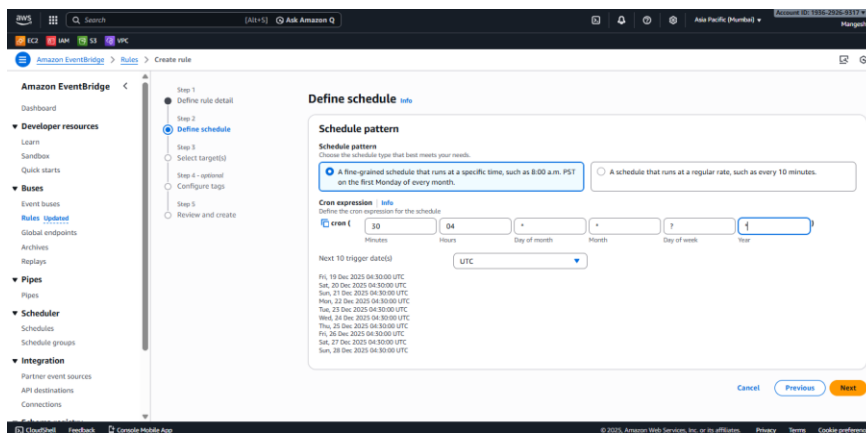 aws
Search
[Alt+S]
Ask Amazon Q
Asia Pacific (Mumbai)
Account ID: 1936-2926-9317
Mangesh
EC2 IAM S3 VPC
Amazon EventBridge > Rules > Create rule
Amazon EventBridge
Dashboard
Developer resources
Learn
Sandbox
Quick starts
Buses
Event buses
Rules Updated
Global endpoints
Archives
Replays
Pipes
Pipes
Scheduler
Schedules
Schedule groups
Integration
Partner event sources
API destinations
Connections
Step 1
Define rule detail
Step 2
Define schedule
Step 3
Select target(s)
Step 4 - optional
Configure tags
Step 5
Review and create
Define schedule Info
Schedule pattern
Schedule pattern
Choose the schedule type that best meets your needs.
A fine-grained schedule that runs at a specific time, such as 8:00 a.m. PST
on the first Monday of every month.
A schedule that runs at a regular rate, such as every 10 minutes.
Cron expression Info
Define the cron expression for the schedule
cron ( 30 04 * * ? * )
Minutes Hours Day of month Month Day of week Year
Next 10 trigger date(s)
UTC
Fri, 19 Dec 2025 04:30:00 UTC
Sat, 20 Dec 2025 04:30:00 UTC
Sun, 21 Dec 2025 04:30:00 UTC
Mon, 22 Dec 2025 04:30:00 UTC
Tue, 23 Dec 2025 04:30:00 UTC
Wed, 24 Dec 2025 04:30:00 UTC
Thu, 25 Dec 2025 04:30:00 UTC
Fri, 26 Dec 2025 04:30:00 UTC
Sat, 27 Dec 2025 04:30:00 UTC
Sun, 28 Dec 2025 04:30:00 UTC
Cancel Previous Next
CloudShell Feedback Console Mobile App
© 2025, Amazon Web Services, Inc. or its affiliates. Privacy Terms Cookie preferences